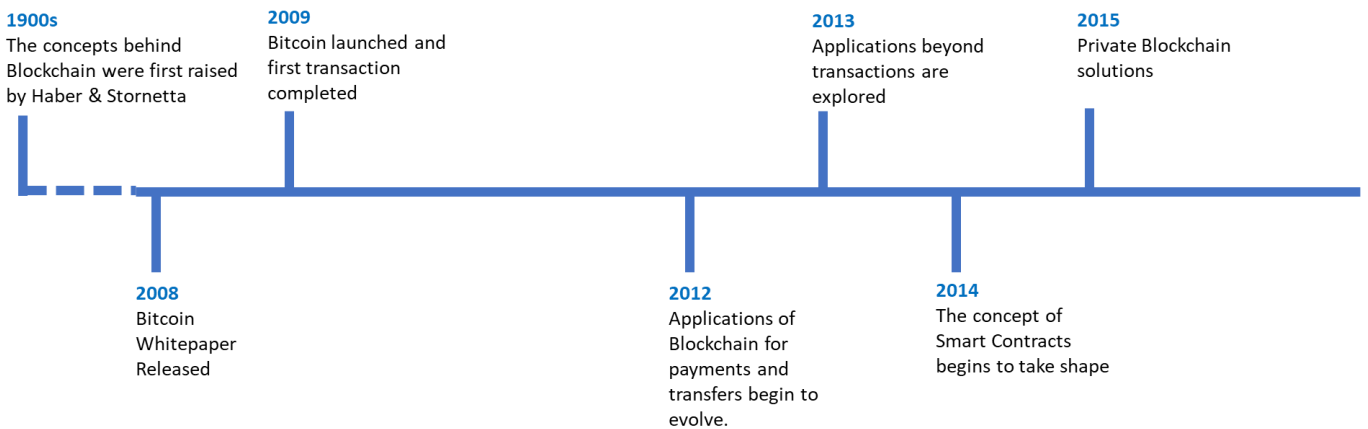 1900s
The concepts behind
Blockchain were first raised
by Haber & Stornetta
2009
Bitcoin launched and
first transaction
completed
2013
Applications beyond
transactions are
explored
2015
Private Blockchain
solutions
2008
Bitcoin
Whitepaper
Released
2012
Applications of
Blockchain for
payments and
transfers begin to
evolve.
2014
The concept of
Smart Contracts
begins to take shape